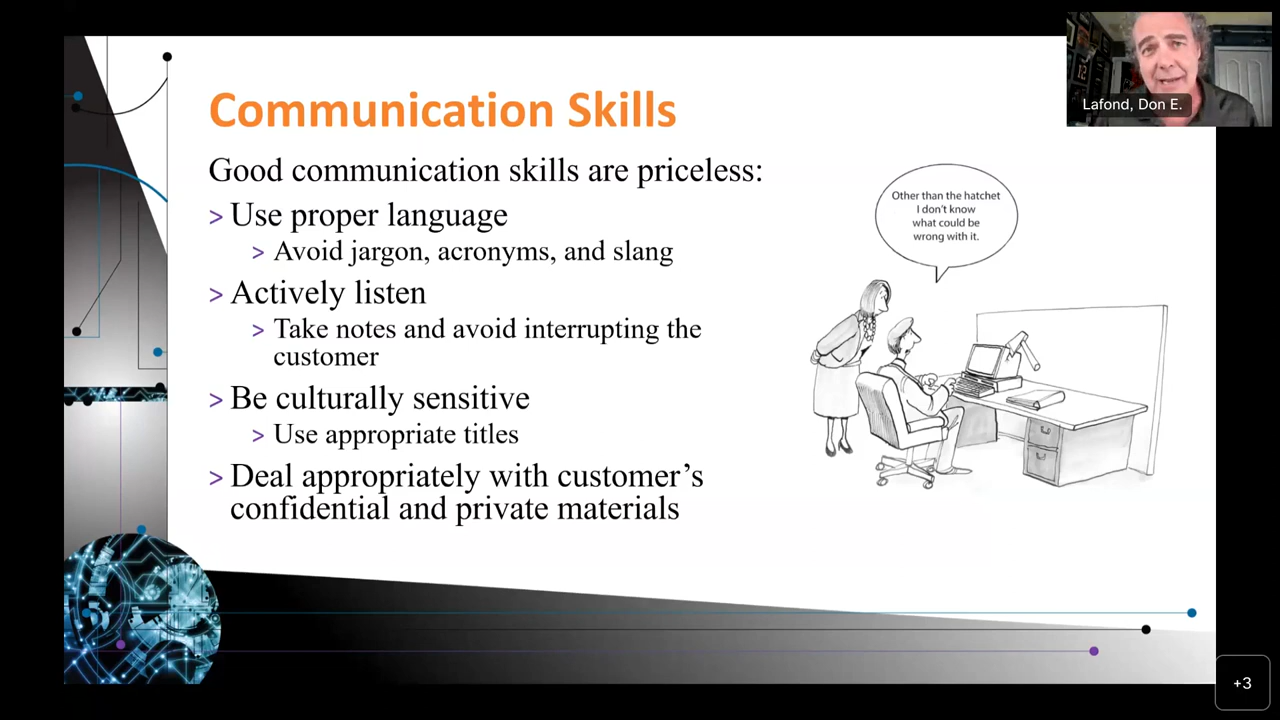 Communication Skills
Good communication skills are priceless:
> Use proper language
> Avoid jargon, acronyms, and slang
> Actively listen
> Take notes and avoid interrupting the
customer
> Be culturally sensitive
> Use appropriate titles
> Deal appropriately with customer’s
confidential and private materials
Other than the hatchet
I don’t know
what could be
wrong with it.
12
Lafond, Don E.
+3